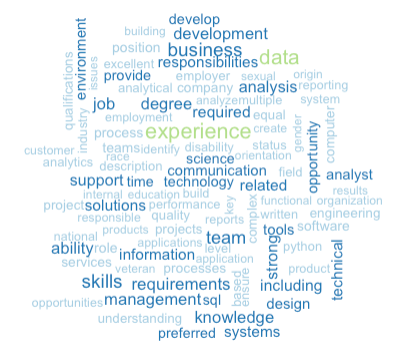 develop
building development
environment
position business data
issues
excellent responsibilities
qualifications
provide employer sexual origin
analytical company analysis reporting
job degree analyze multiple system
industry
employment required equal
opportunity
computer
process experience create
gender
customer teams identify disability status
race science orientation
analytics description communication field analyst
support time technology related results
internal education build key functional organization
project solutions performance complex written engineering
responsible quality reports
products projects tools software
national team
ability role applications level strong python
services information application technical
veteran processes product
skills requirements based ensure including
opportunities management sql design
understanding knowledge
preferred systems